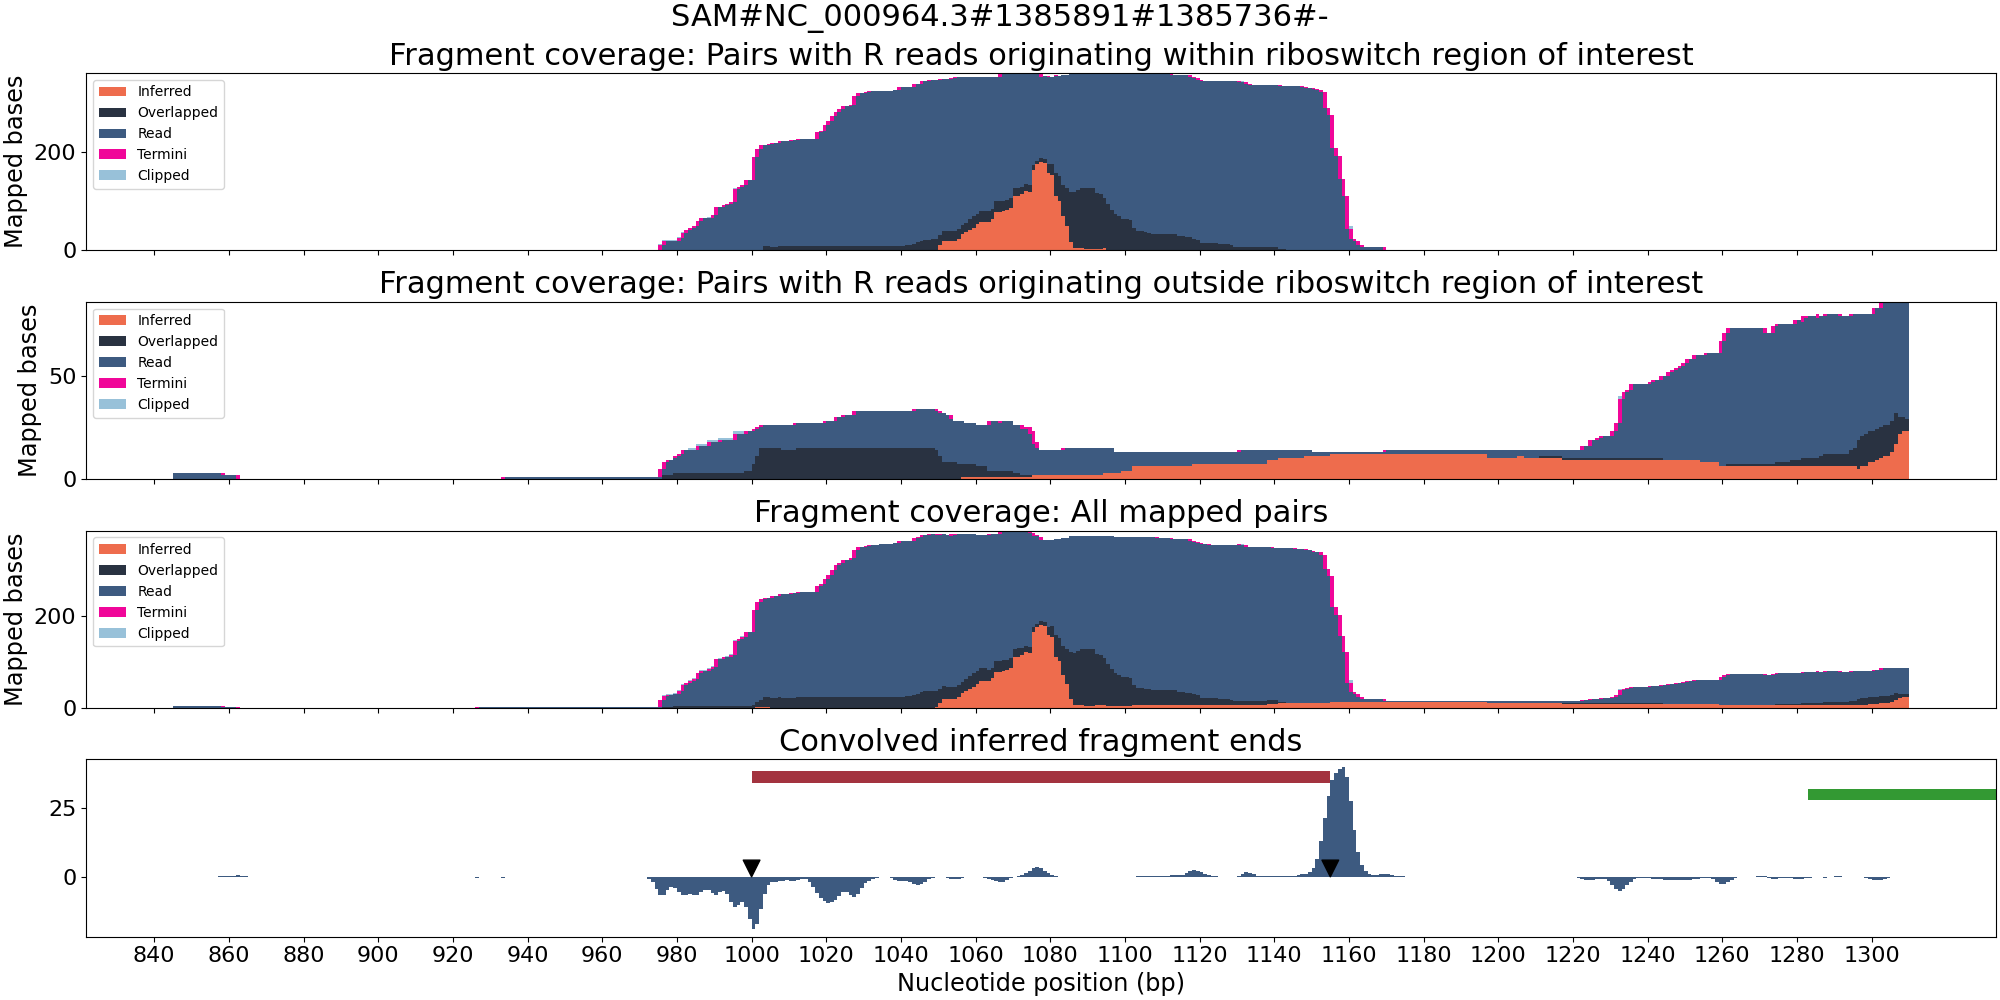 SAM#NC_000964.3#1385891#1385736#-
Fragment coverage: Pairs with R reads originating within riboswitch region of interest
Mapped bases
200
0
Inferred
Overlapped
Read
Termini
Clipped
Fragment coverage: Pairs with R reads originating outside riboswitch region of interest
Mapped bases
50
0
Inferred
Overlapped
Read
Termini
Clipped
Fragment coverage: All mapped pairs
Mapped bases
200
0
Inferred
Overlapped
Read
Termini
Clipped
Convolved inferred fragment ends
25
0
840 860 880 900 920 940 960 980 1000 1020 1040 1060 1080 1100 1120 1140 1160 1180 1200 1220 1240 1260 1280 1300
Nucleotide position (bp)